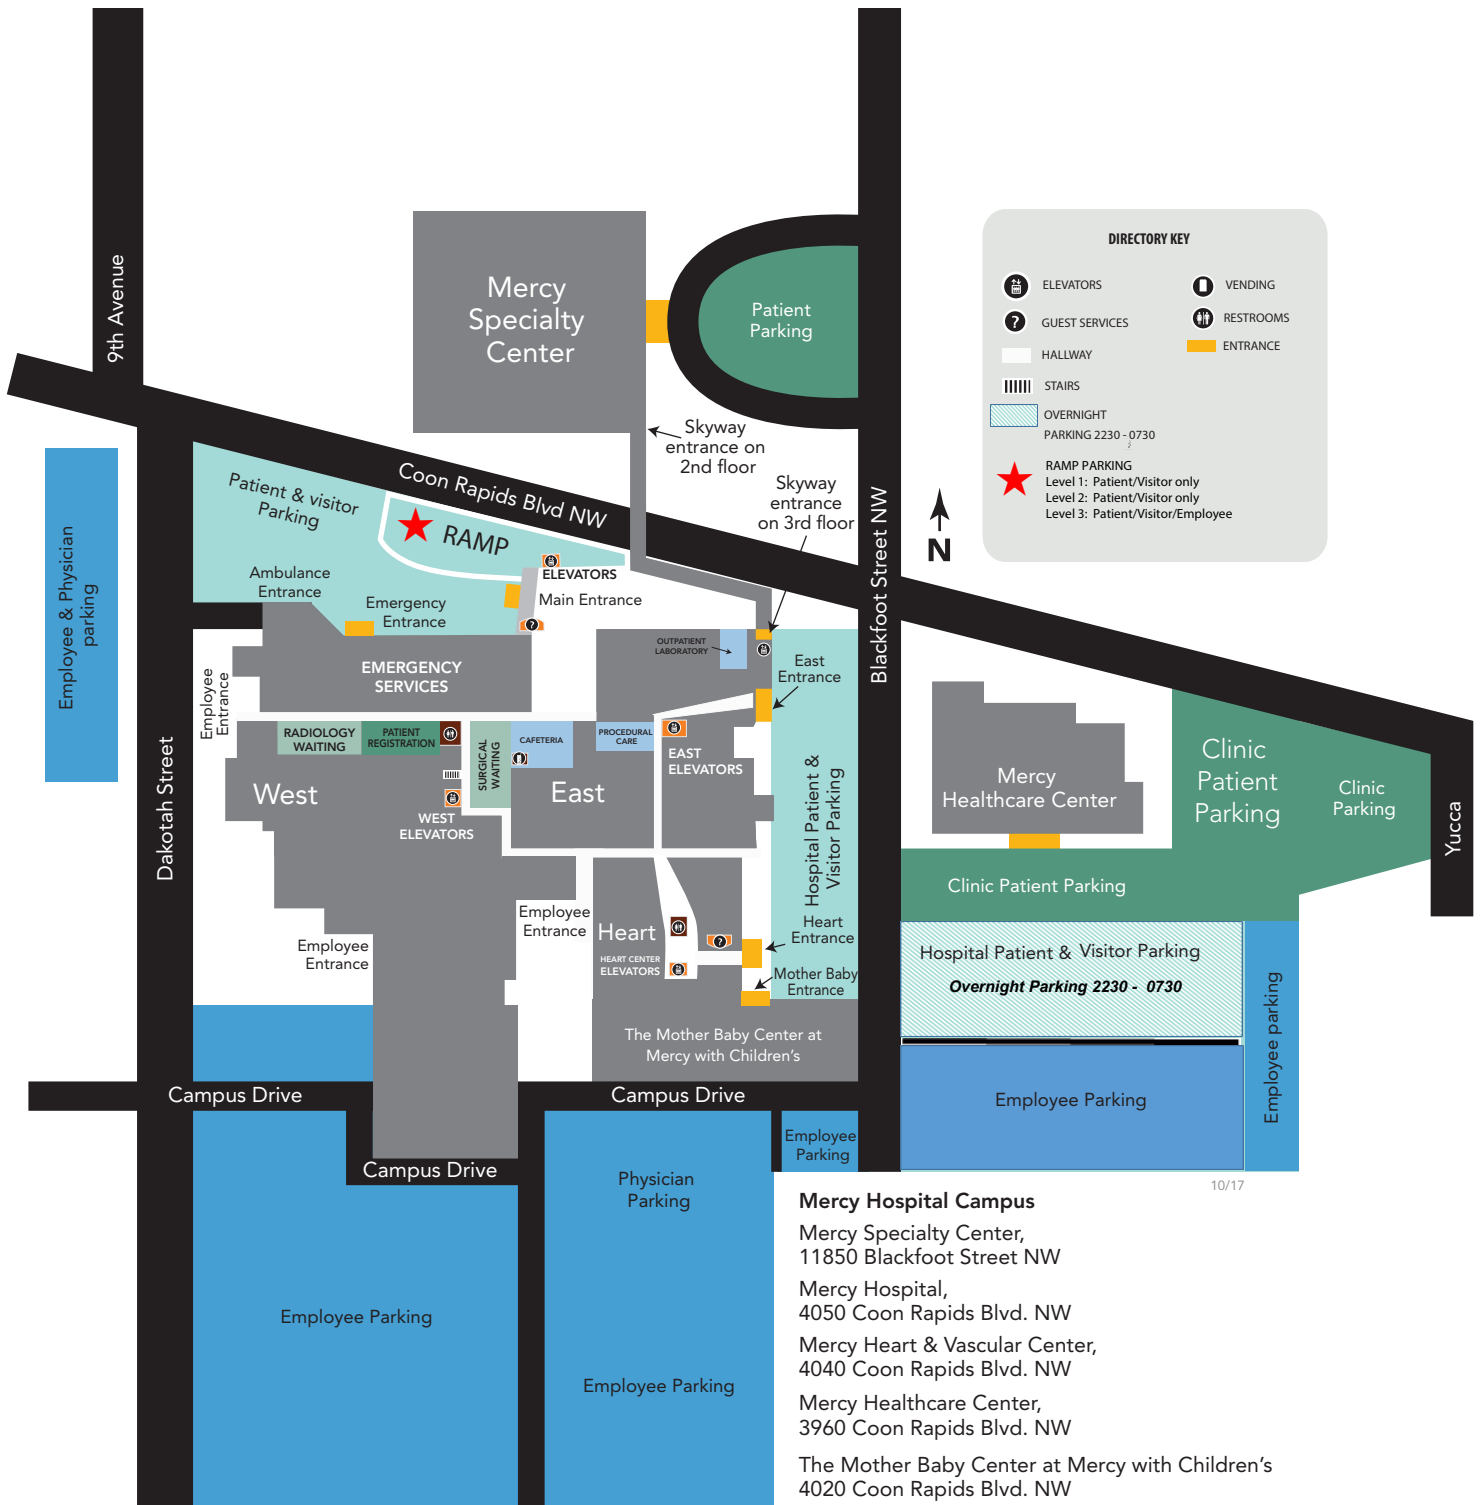 9th Avenue
Mercy
Specialty
Center
Patient
Parking
DIRECTORY KEY
ELEVATORS
VENDING
? GUEST SERVICES
RESTROOMS
HALLWAY
ENTRANCE
STAIRS
OVERNIGHT
PARKING 2230 - 0730
RAMP PARKING
Level 1: Patient/Visitor only
Level 2: Patient/Visitor only
Level 3: Patient/Visitor/Employee
Skyway
entrance on
2nd floor
Skyway
entrance
on 3rd floor
Coon Rapids Blvd NW
Patient & visitor
Parking
RAMP
N
Blackfoot Street NW
Employee & Physician
parking
Ambulance
Entrance
Emergency
Entrance
ELEVATORS
Main Entrance
?
EMERGENCY
SERVICES
OUTPATIENT
LABORATORY
East
Entrance
Employee
Entrance
RADIOLOGY
WAITING
PATIENT
REGISTRATION
SURGICAL
WAITING
CAFETERIA
PROCEDURAL
CARE
EAST
ELEVATORS
West
East
WEST
ELEVATORS
Dakotah Street
Hospital Patient &
Visitor Parking
Mercy
Healthcare Center
Clinic
Patient
Parking
Clinic
Parking
Yucca
Clinic Patient Parking
Employee
Entrance
Employee
Entrance
Heart
?
HEART CENTER
ELEVATORS
Heart
Entrance
Mother Baby
Entrance
Hospital Patient & Visitor Parking
Overnight Parking 2230 - 0730
Employee parking
The Mother Baby Center at
Mercy with Children's
Campus Drive
Campus Drive
Campus Drive
Employee Parking
Employee
Parking
Physician
Parking
Employee Parking
Employee Parking
10/17
Mercy Hospital Campus
Mercy Specialty Center,
11850 Blackfoot Street NW
Mercy Hospital,
4050 Coon Rapids Blvd. NW
Mercy Heart & Vascular Center,
4040 Coon Rapids Blvd. NW
Mercy Healthcare Center,
3960 Coon Rapids Blvd. NW
The Mother Baby Center at Mercy with Children's
4020 Coon Rapids Blvd. NW